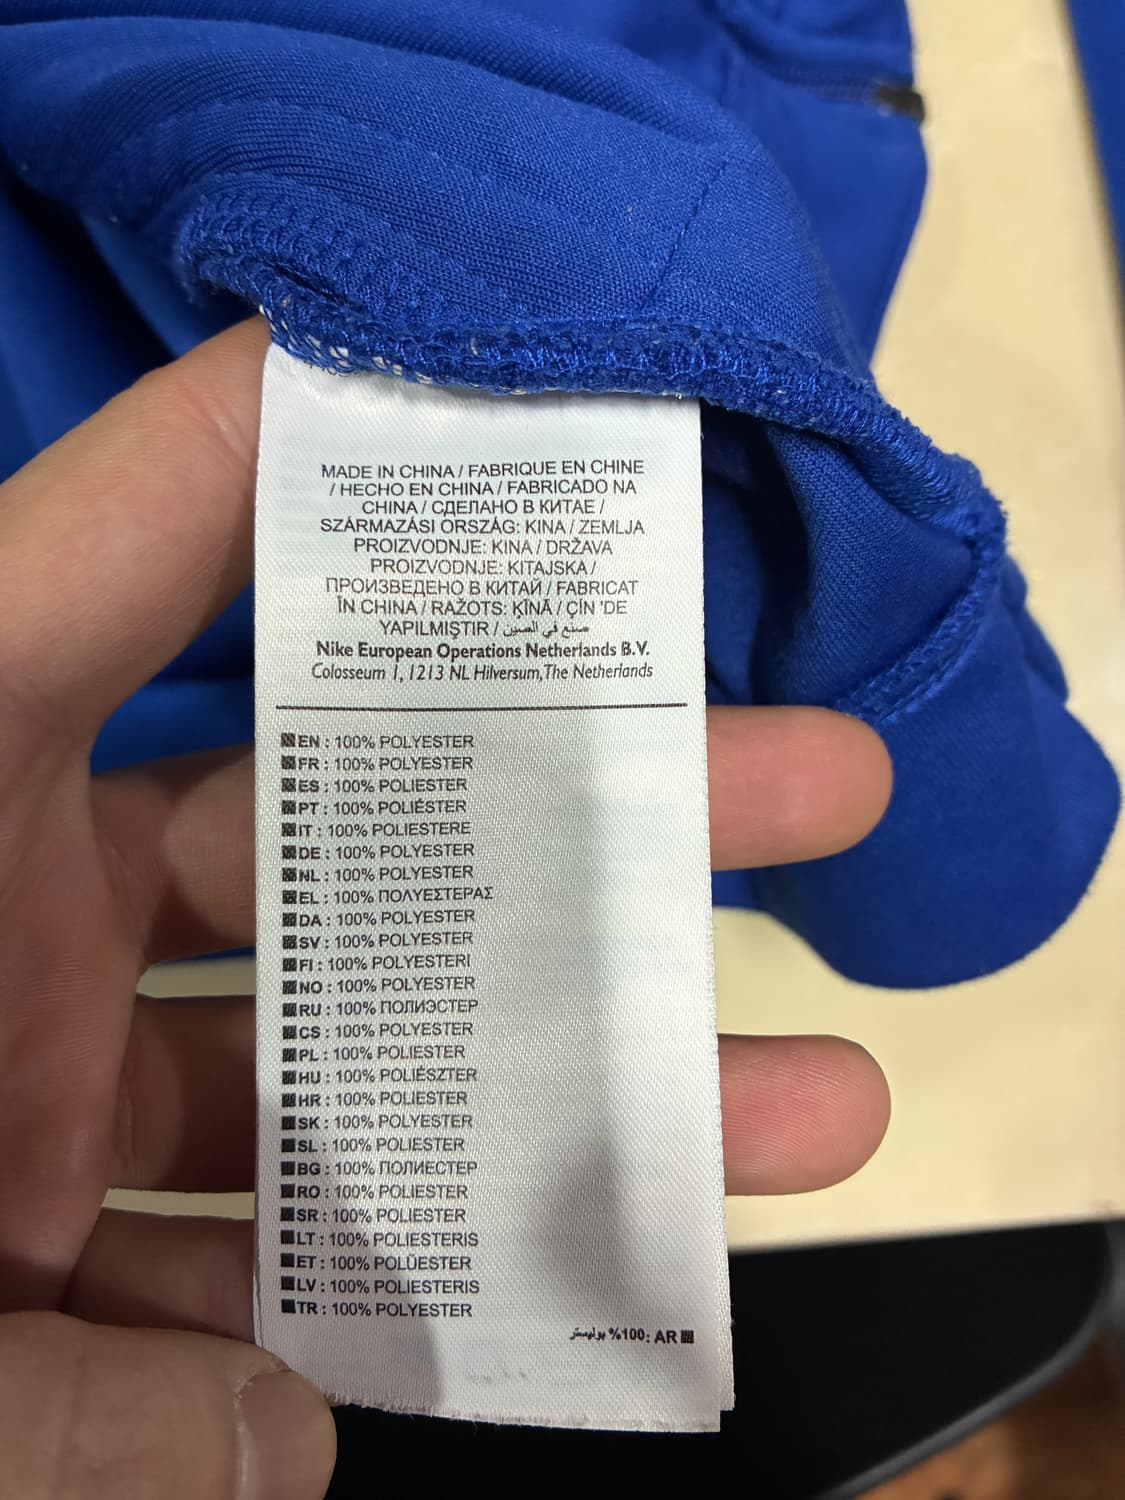 MADE IN CHINA / FABRIQUE EN CHINE
/ HECHO EN CHINA / FABRICADO NA
CHINA / СДЕЛАНО В КИТАЕ /
SZÁRMAZÁSI ORSZÁG: KINA / ZEMLJA
PROIZVODNJE: KINA / DRŽAVA
PROIZVODNJE: KITAJSKA /
ПРОИЗВЕДЕНО В КИТАЙ / FABRICAT
ÎN CHINA / RAŽOTS: ĶĪNĀ / ÇİN 'DE
YAPILMIŞTIR / صنع في الصين
Nike European Operations Netherlands B.V.
Colosseum 1, 1213 NL Hilversum, The Netherlands
EN : 100% POLYESTER
FR : 100% POLYESTER
ES : 100% POLIESTER
PT : 100% POLIÉSTER
IT : 100% POLIESTERE
DE : 100% POLYESTER
NL : 100% POLYESTER
EL : 100% ΠΟΛΥΕΣΤΕΡΑΣ
DA : 100% POLYESTER
SV : 100% POLYESTER
FI : 100% POLYESTERI
NO : 100% POLYESTER
RU : 100% ПОЛИЭСТЕР
CS : 100% POLYESTER
PL : 100% POLIESTER
HU : 100% POLIÉSZTER
HR : 100% POLIESTER
SK : 100% POLYESTER
SL : 100% POLIESTER
BG : 100% ПОЛИЕСТЕР
RO : 100% POLIESTER
SR : 100% POLIESTER
LT : 100% POLIESTERIS
ET : 100% POLÜESTER
LV : 100% POLIESTERIS
TR : 100% POLYESTER
AR :100% بوليستر